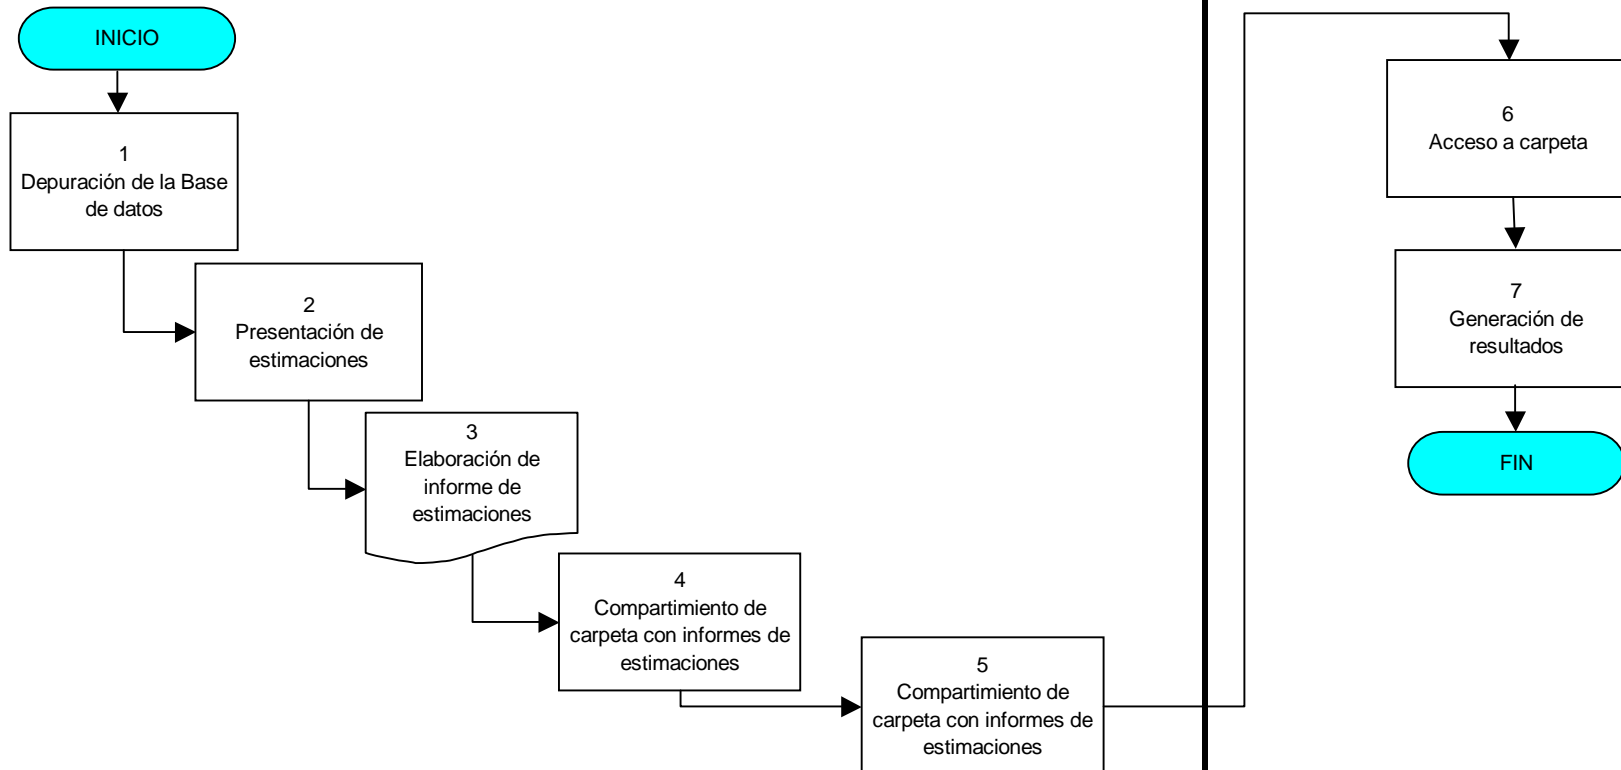 INICIO
1
Depuración de la Base
de datos
2
Presentación de
estimaciones
3
Elaboración de
informe de
estimaciones
4
Compartimiento de
carpeta con informes de
estimaciones
5
Compartimiento de
carpeta con informes de
estimaciones
6
Acceso a carpeta
7
Generación de
resultados
FIN